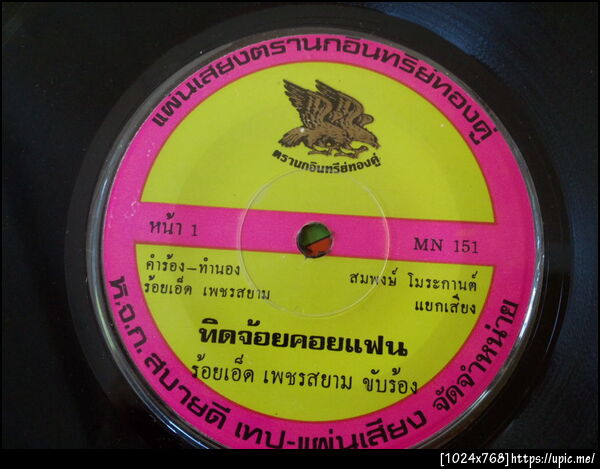 แผ่นเสียงตรานกอินทรีย์ทองคู่
ตรานกอินทรีย์ทองคู่
หน้า 1
MN 151
คำร้อง–ทำนอง
ร้อยเอ็ด เพชรสยาม
สมพงษ์ โมระกานต์
แยกเสียง
ทิดจ้อยคอยแฟน
ร้อยเอ็ด เพชรสยาม ขับร้อง
ห.จ.ก. สบายดี เทป-แผ่นเสียง จัดจำหน่าย
[1024x768]https://upic.me/